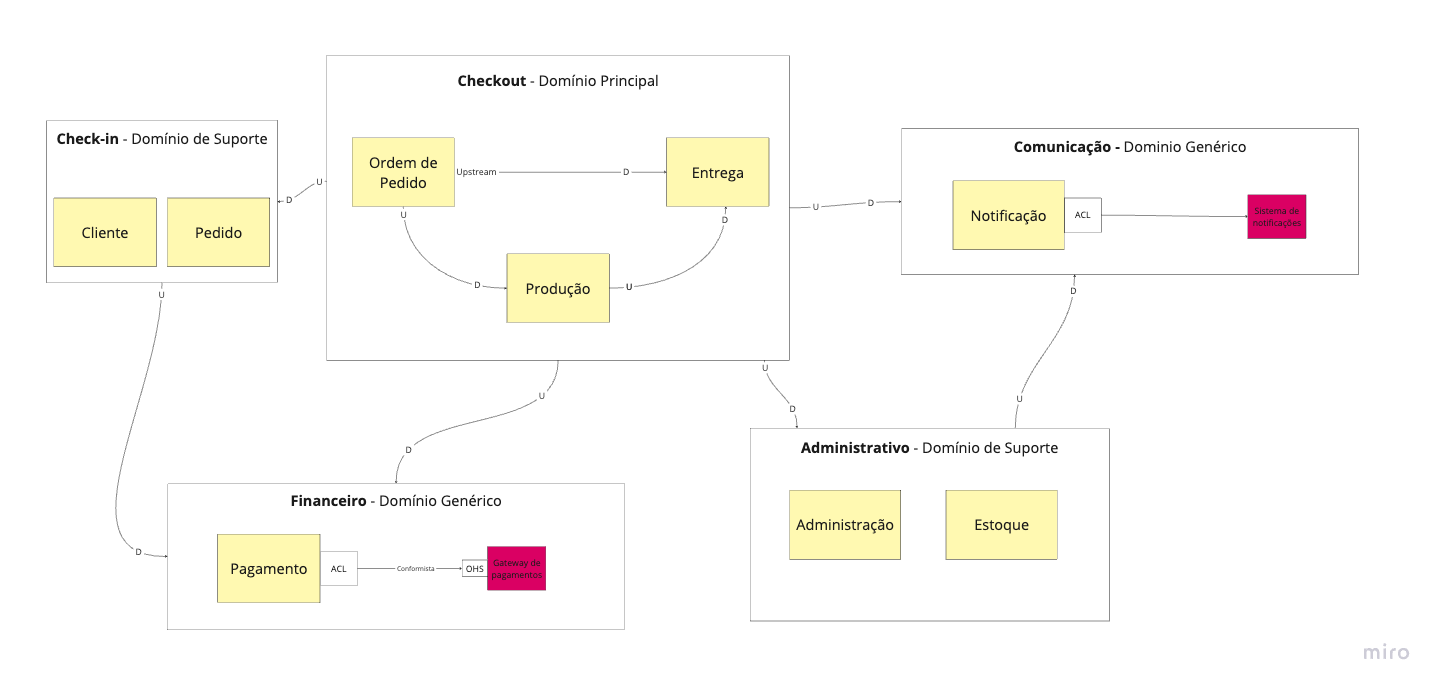 Checkout - Domínio Principal
Ordem de
Pedido
Upstream
D
Entrega
U
D
Produção
U
D
Check-in - Domínio de Suporte
Cliente
Pedido
U
D
U
D
Comunicação - Dominio Genérico
Notificação
ACL
Sistema de
notificações
U
D
D
U
U
D
U
D
Administrativo - Domínio de Suporte
Administração
Estoque
Financeiro - Domínio Genérico
Pagamento
ACL
Conformista
OHS
Gateway de
pagamentos
miro